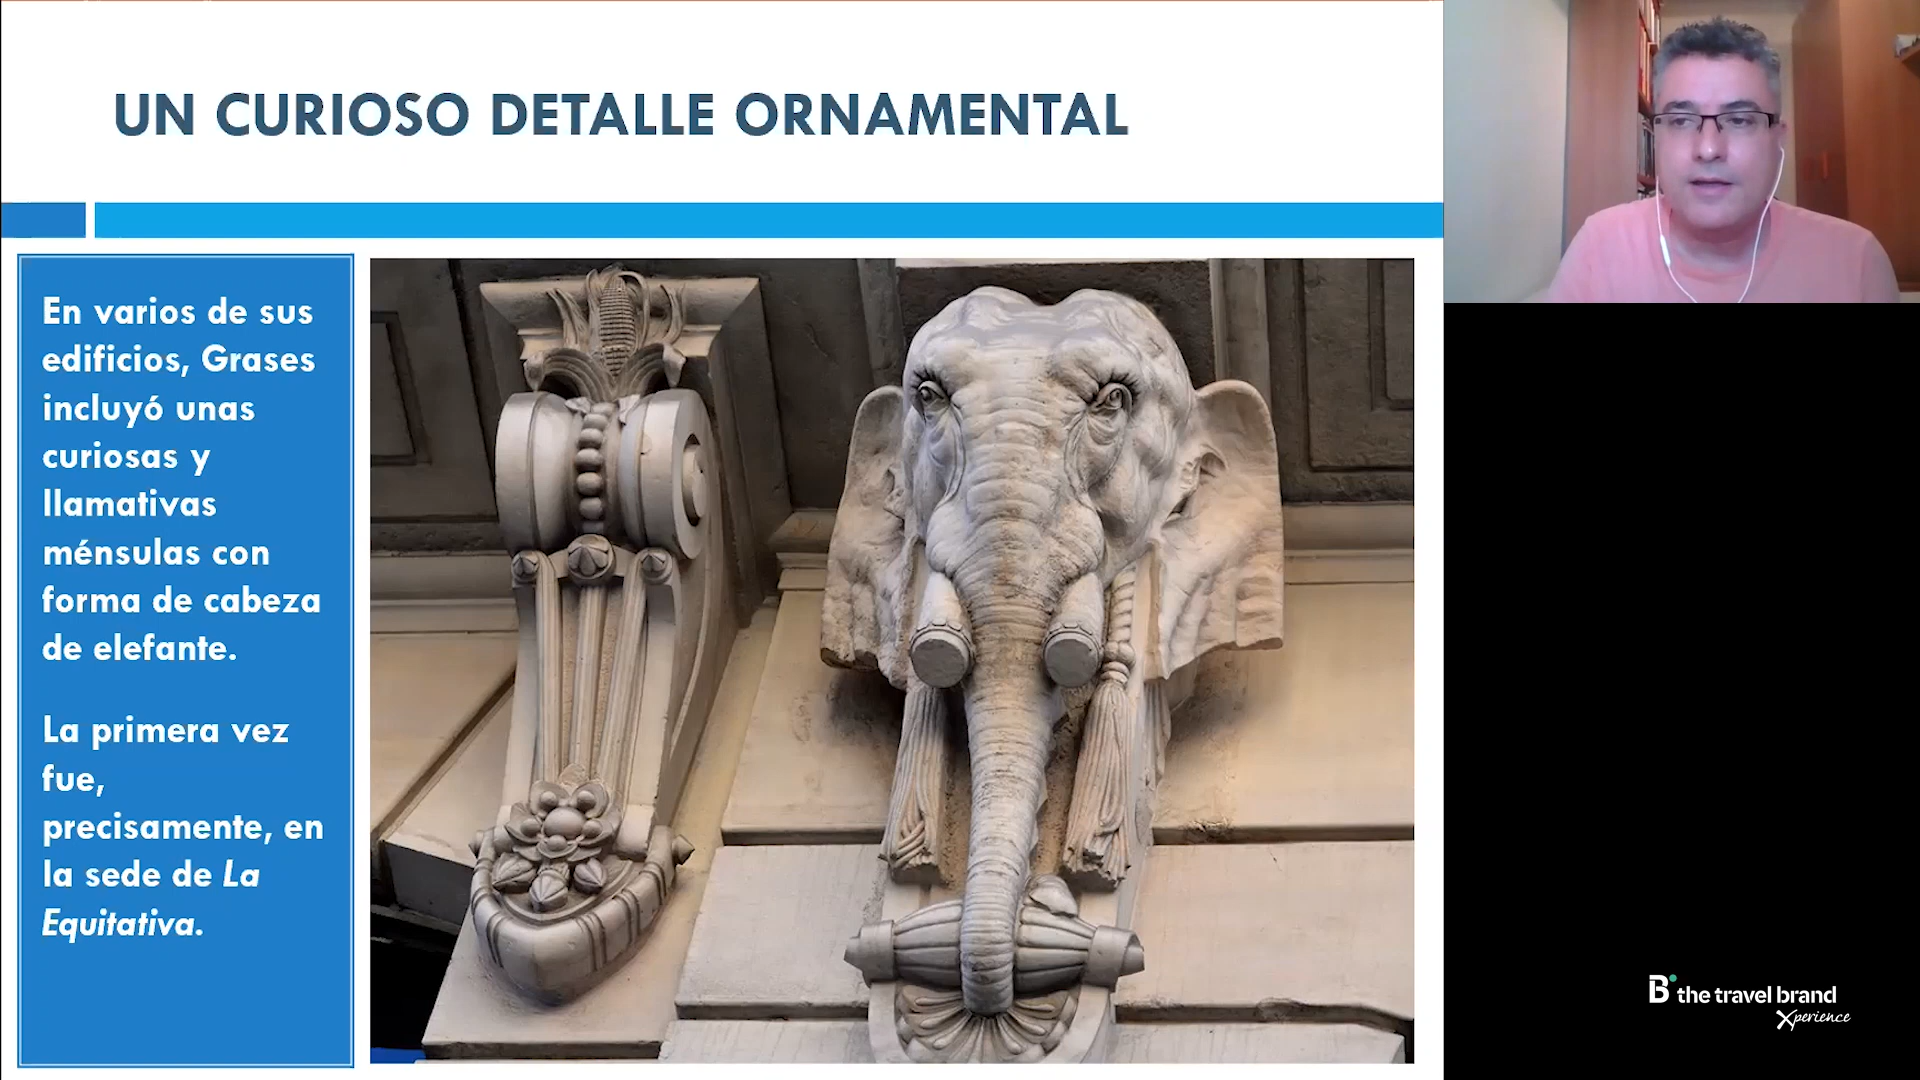 UN CURIOSO DETALLE ORNAMENTAL
En varios de sus
edificios, Grases
incluyó unas
curiosas y
llamativas
ménsulas con
forma de cabeza
de elefante.
La primera vez
fue,
precisamente, en
la sede de La
Equitativa.
B the travel brand
Xperience